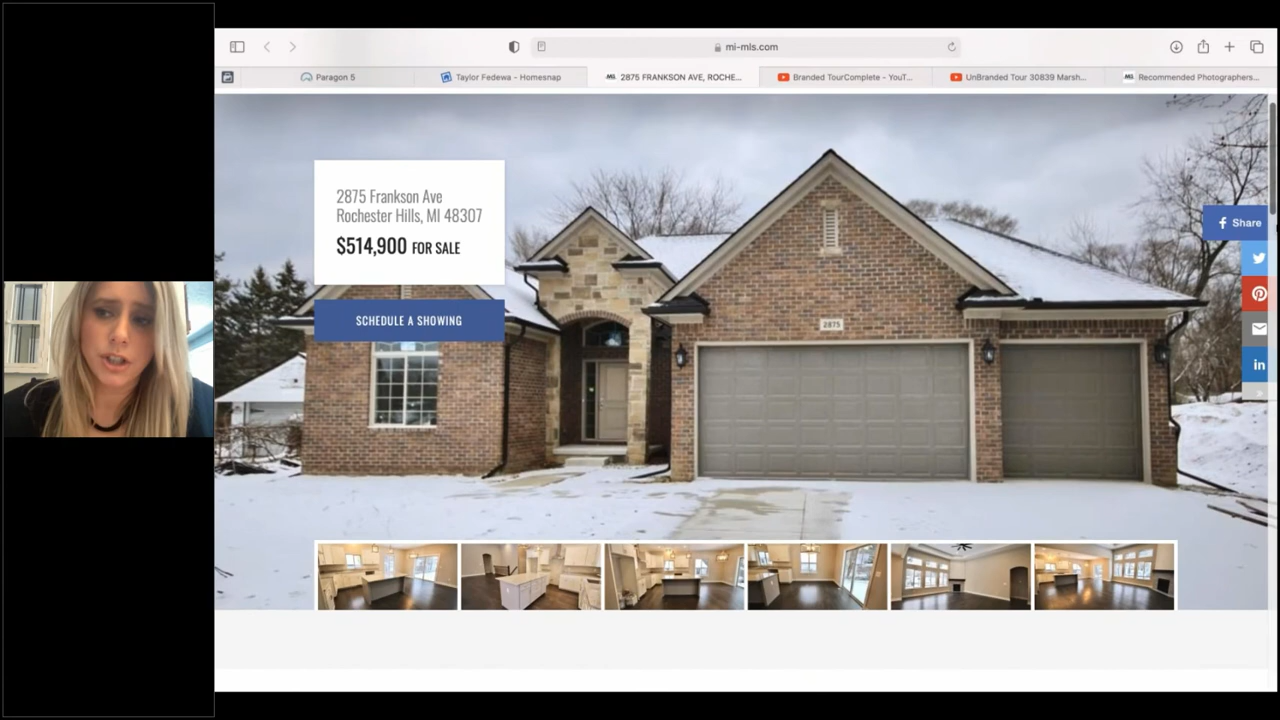 mi-mls.com
Paragon 5
Taylor Fedewa - Homesnap
2875 FRANKSON AVE, ROCHE...
Branded TourComplete - YouT...
UnBranded Tour 30839 Marsh...
Recommended Photographers...
2875 Frankson Ave
Rochester Hills, MI 48307
$514,900 FOR SALE
SCHEDULE A SHOWING
Share
in
2875